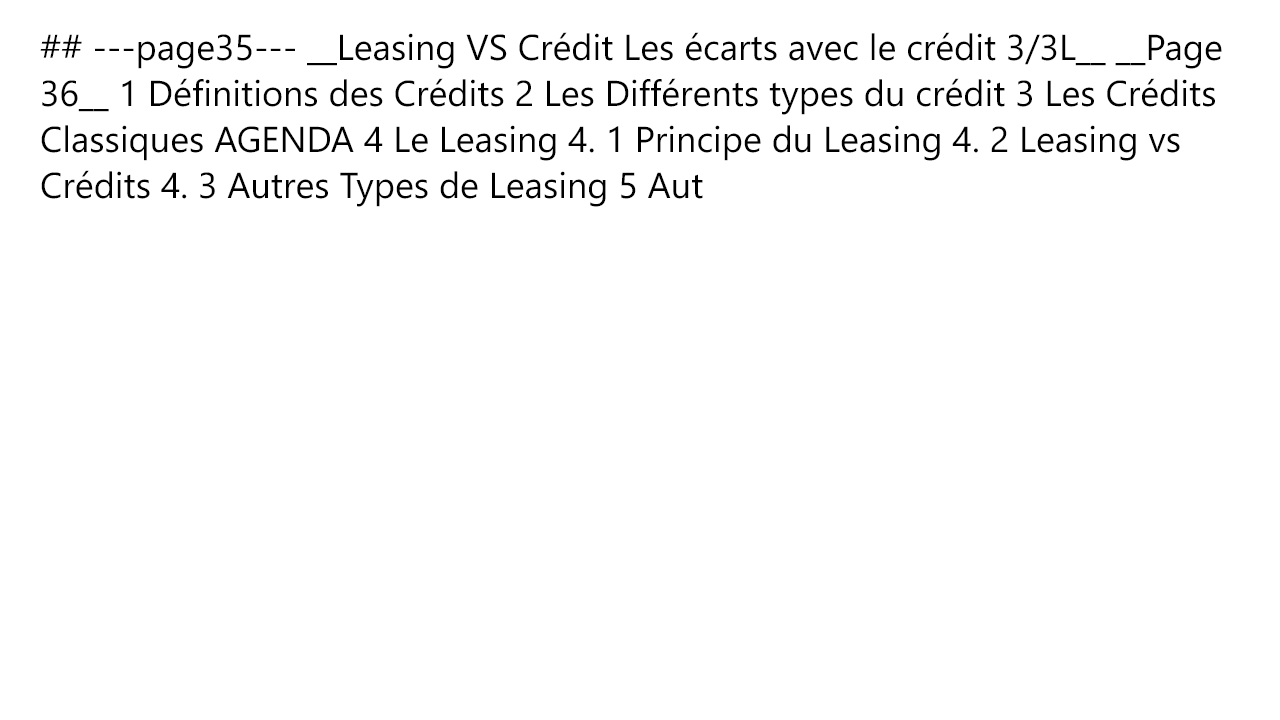 ## ---page35--- __Leasing VS Crédit Les écarts avec le crédit 3/3L__ __Page
36__ 1 Définitions des Crédits 2 Les Différents types du crédit 3 Les Crédits
Classiques AGENDA 4 Le Leasing 4. 1 Principe du Leasing 4. 2 Leasing vs
Crédits 4. 3 Autres Types de Leasing 5 Aut